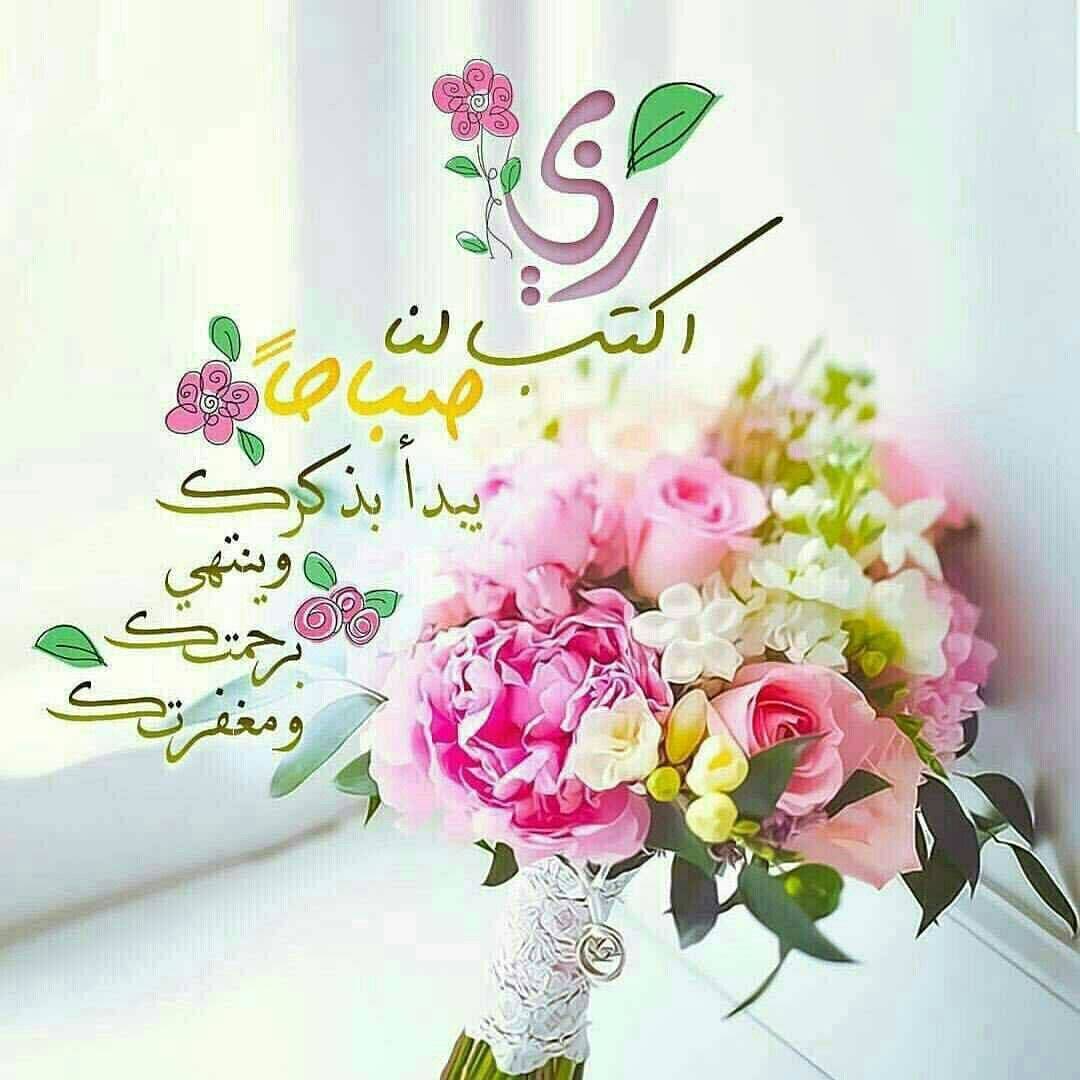 ربي
اكتب لنا
صباحاً
يبدأ بذكرك
وينتهي
برحمتك
ومغفرتك